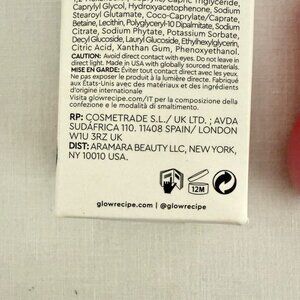 Caprylyl Glycol, Hydroxyacetophenone, Sodium
Stearoyl Glutamate, Coco-Caprylate/Caprate,
Betaine, Lecithin, Polyglyceryl-10 Dipalmitate, Sodium
Citrate, Sodium Phytate, Potassium Sorbate,
Decyl Glucoside, Lauryl Glucoside, Ethylhexylglycerin,
Citric Acid, Xanthan Gum, Phenoxyethanol.
CAUTION: Avoid direct contact with eyes. Do not leave in
direct light. Made in USA with globally sourced materials.
MISE EN GARDE: Éviter tout contact direct avec les yeux.
Ne pas exposer le produit à la lumière directe. Fabriqué
aux États-Unis avec des matières et des ingrédients
d'origine mondiale.
Visita glowrecipe.com/IT per la composizione
della confezione e le modalità di smaltimento.
RP: COSMETRADE S.L./ UK LTD. ; AVDA
SUDÁFRICA 110. 11408 SPAIN/ LONDON
W1U 3RZ UK
DIST: ARAMARA BEAUTY LLC, NEW YORK,
NY 10010 USA.
12M
glowrecipe.com | @glowrecipe